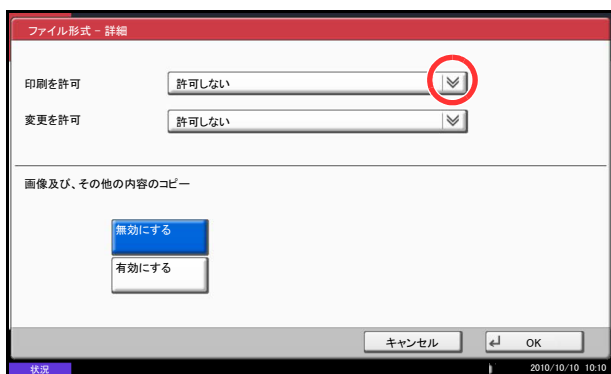 ファイル形式 - 詳細
印刷を許可 許可しない
変更を許可 許可しない
画像及び、その他の内容のコピー
無効にする
有効にする
キャンセル OK
状況 2010/10/10 10:10